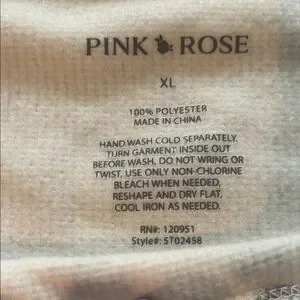 PINK ROSE
XL
100% POLYESTER
MADE IN CHINA
HAND WASH COLD SEPARATELY,
TURN GARMENT INSIDE OUT
BEFORE WASH, DO NOT WRING OR
TWIST, USE ONLY NON-CHLORINE
BLEACH WHEN NEEDED,
RESHAPE AND DRY FLAT,
COOL IRON AS NEEDED.
RN#: 120951
Style#: 5T02458